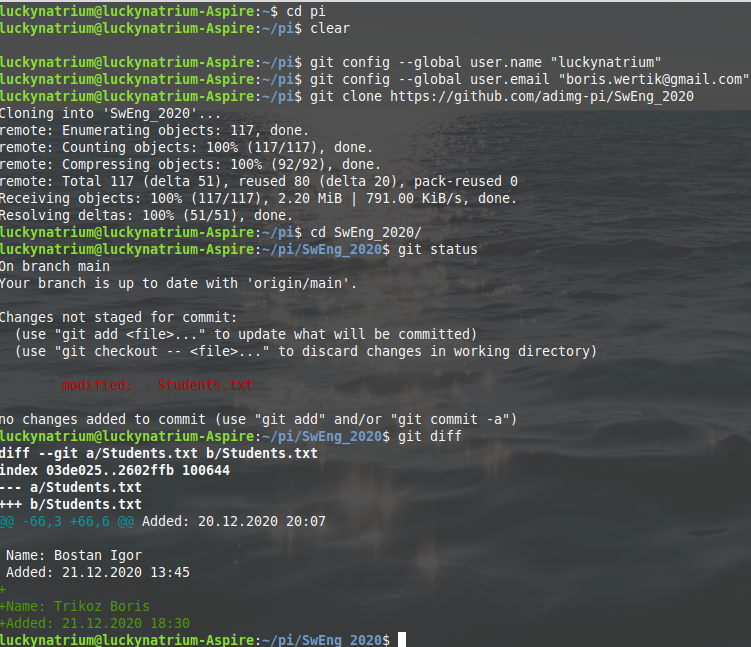 luckynatrium@luckynatrium-Aspire:~$ cd pi
luckynatrium@luckynatrium-Aspire:~/pi$ clear
luckynatrium@luckynatrium-Aspire:~/pi$ git config --global user.name "luckynatrium"
luckynatrium@luckynatrium-Aspire:~/pi$ git config --global user.email "boris.wertik@gmail.com"
luckynatrium@luckynatrium-Aspire:~/pi$ git clone https://github.com/adimg-pi/SwEng_2020
Cloning into 'SwEng_2020'...
remote: Enumerating objects: 117, done.
remote: Counting objects: 100% (117/117), done.
remote: Compressing objects: 100% (92/92), done.
remote: Total 117 (delta 51), reused 80 (delta 20), pack-reused 0
Receiving objects: 100% (117/117), 2.20 MiB | 791.00 KiB/s, done.
Resolving deltas: 100% (51/51), done.
luckynatrium@luckynatrium-Aspire:~/pi$ cd SwEng_2020/
luckynatrium@luckynatrium-Aspire:~/pi/SwEng_2020$ git status
On branch main
Your branch is up to date with 'origin/main'.
Changes not staged for commit:
  (use "git add <file>..." to update what will be committed)
  (use "git checkout -- <file>..." to discard changes in working directory)
        modified:   Students.txt
no changes added to commit (use "git add" and/or "git commit -a")
luckynatrium@luckynatrium-Aspire:~/pi/SwEng_2020$ git diff
diff --git a/Students.txt b/Students.txt
index 03de025..2602ffb 100644
--- a/Students.txt
+++ b/Students.txt
@@ -66,3 +66,6 @@ Added: 20.12.2020 20:07
 Name: Bostan Igor
 Added: 21.12.2020 13:45
+
+Name: Trikoz Boris
+Added: 21.12.2020 18:30
luckynatrium@luckynatrium-Aspire:~/pi/SwEng_2020$